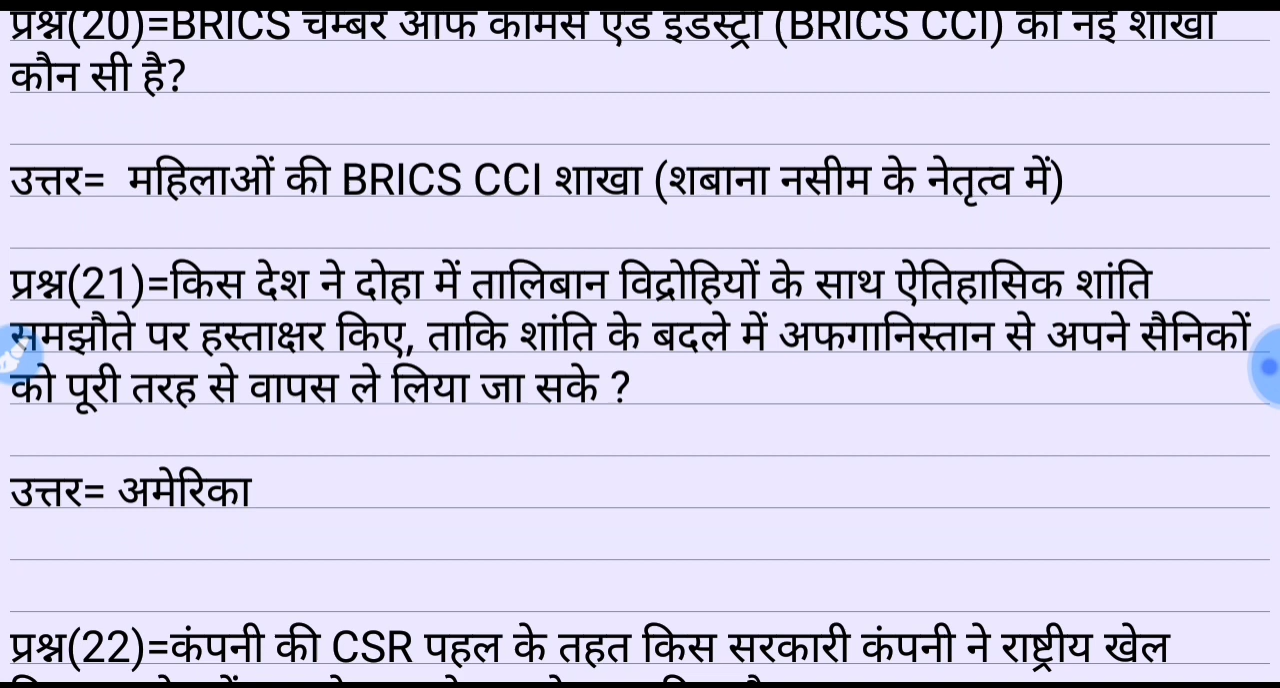 प्रश्न(20)=BRICS चेम्बर ऑफ कॉमर्स एंड इंडस्ट्री (BRICS CCI) की नई शाखा
कौन सी है?
उत्तर= महिलाओं की BRICS CCI शाखा (शबाना नसीम के नेतृत्व में)
प्रश्न(21)=किस देश ने दोहा में तालिबान विद्रोहियों के साथ ऐतिहासिक शांति
समझौते पर हस्ताक्षर किए, ताकि शांति के बदले में अफगानिस्तान से अपने सैनिकों
को पूरी तरह से वापस ले लिया जा सके ?
उत्तर= अमेरिका
प्रश्न(22)=कंपनी की CSR पहल के तहत किस सरकारी कंपनी ने राष्ट्रीय खेल